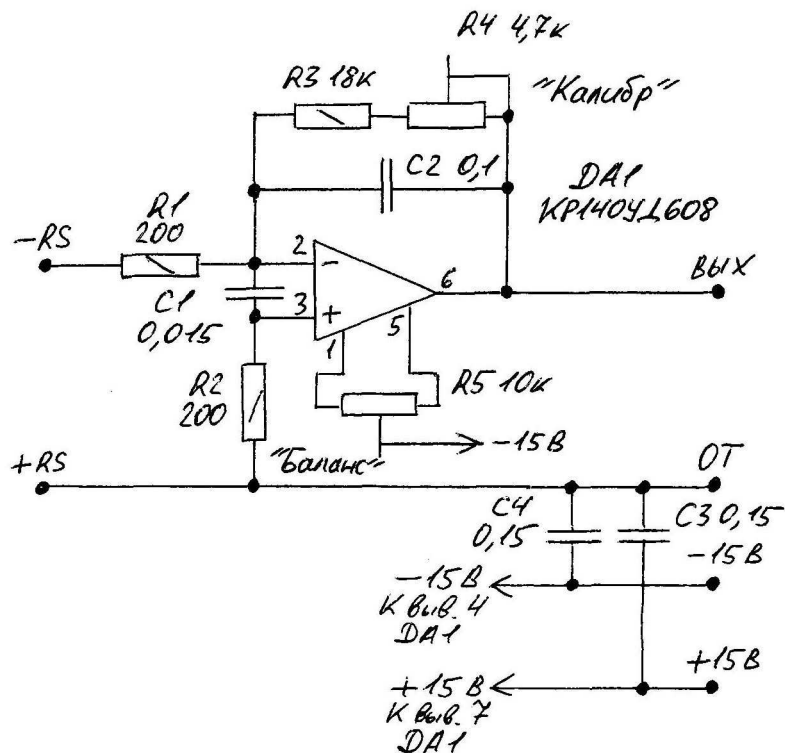 R4 4,7к
R3 18к
"Калибр"
C2 0,1
DA1
КР140УД608
R1
200
-RS
2
-
6
ВЫХ
C1
0,015
3
+
1
5
R2
200
R5 10к
-15В
"Баланс"
+RS
ОТ
C4
0,15
C3 0,15
-15В
-15В
К выв. 4
DA1
+15В
+15В
К выв. 7
DA1